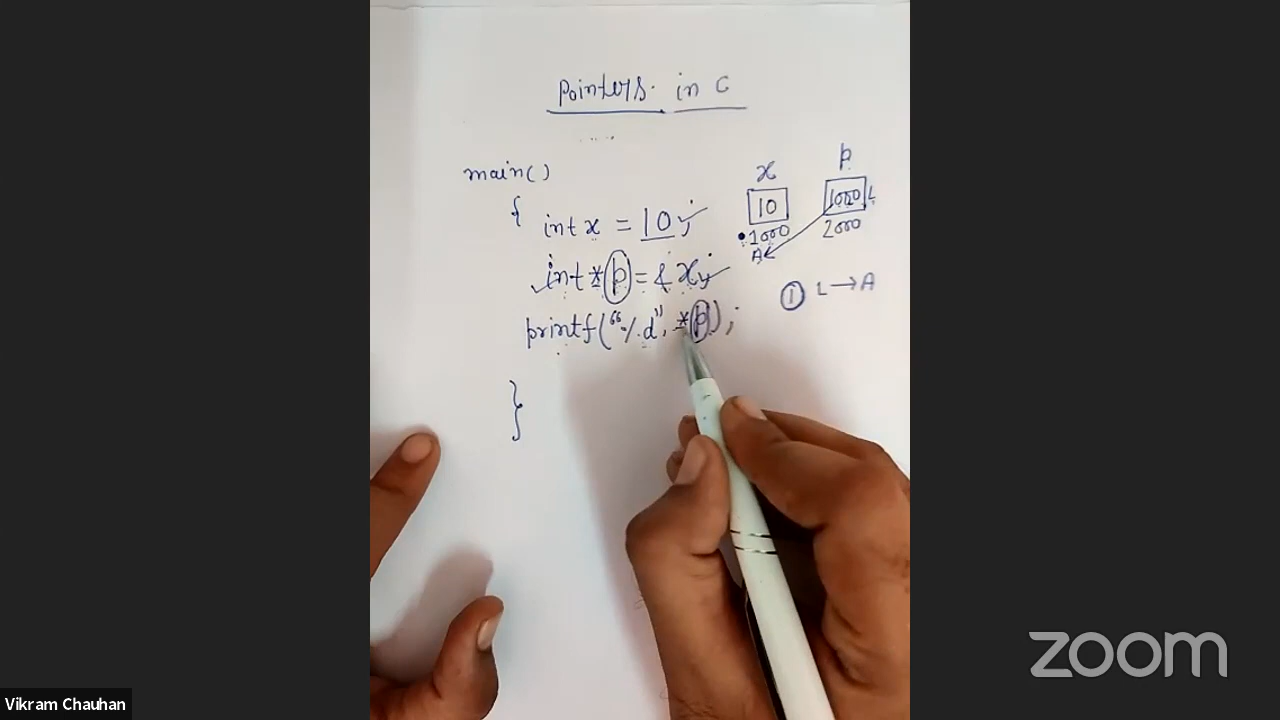 Pointers in C
main()
x
p
{
int x = 10;
10
1000
1000
2000
L
A
int *p = &x;
① L → A
printf("%d", *p);
}
zoom
Vikram Chauhan